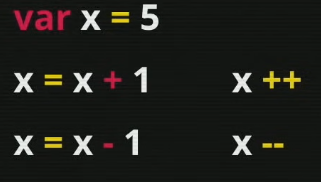 var x = 5
x = x + 1 x ++
x = x - 1 x --